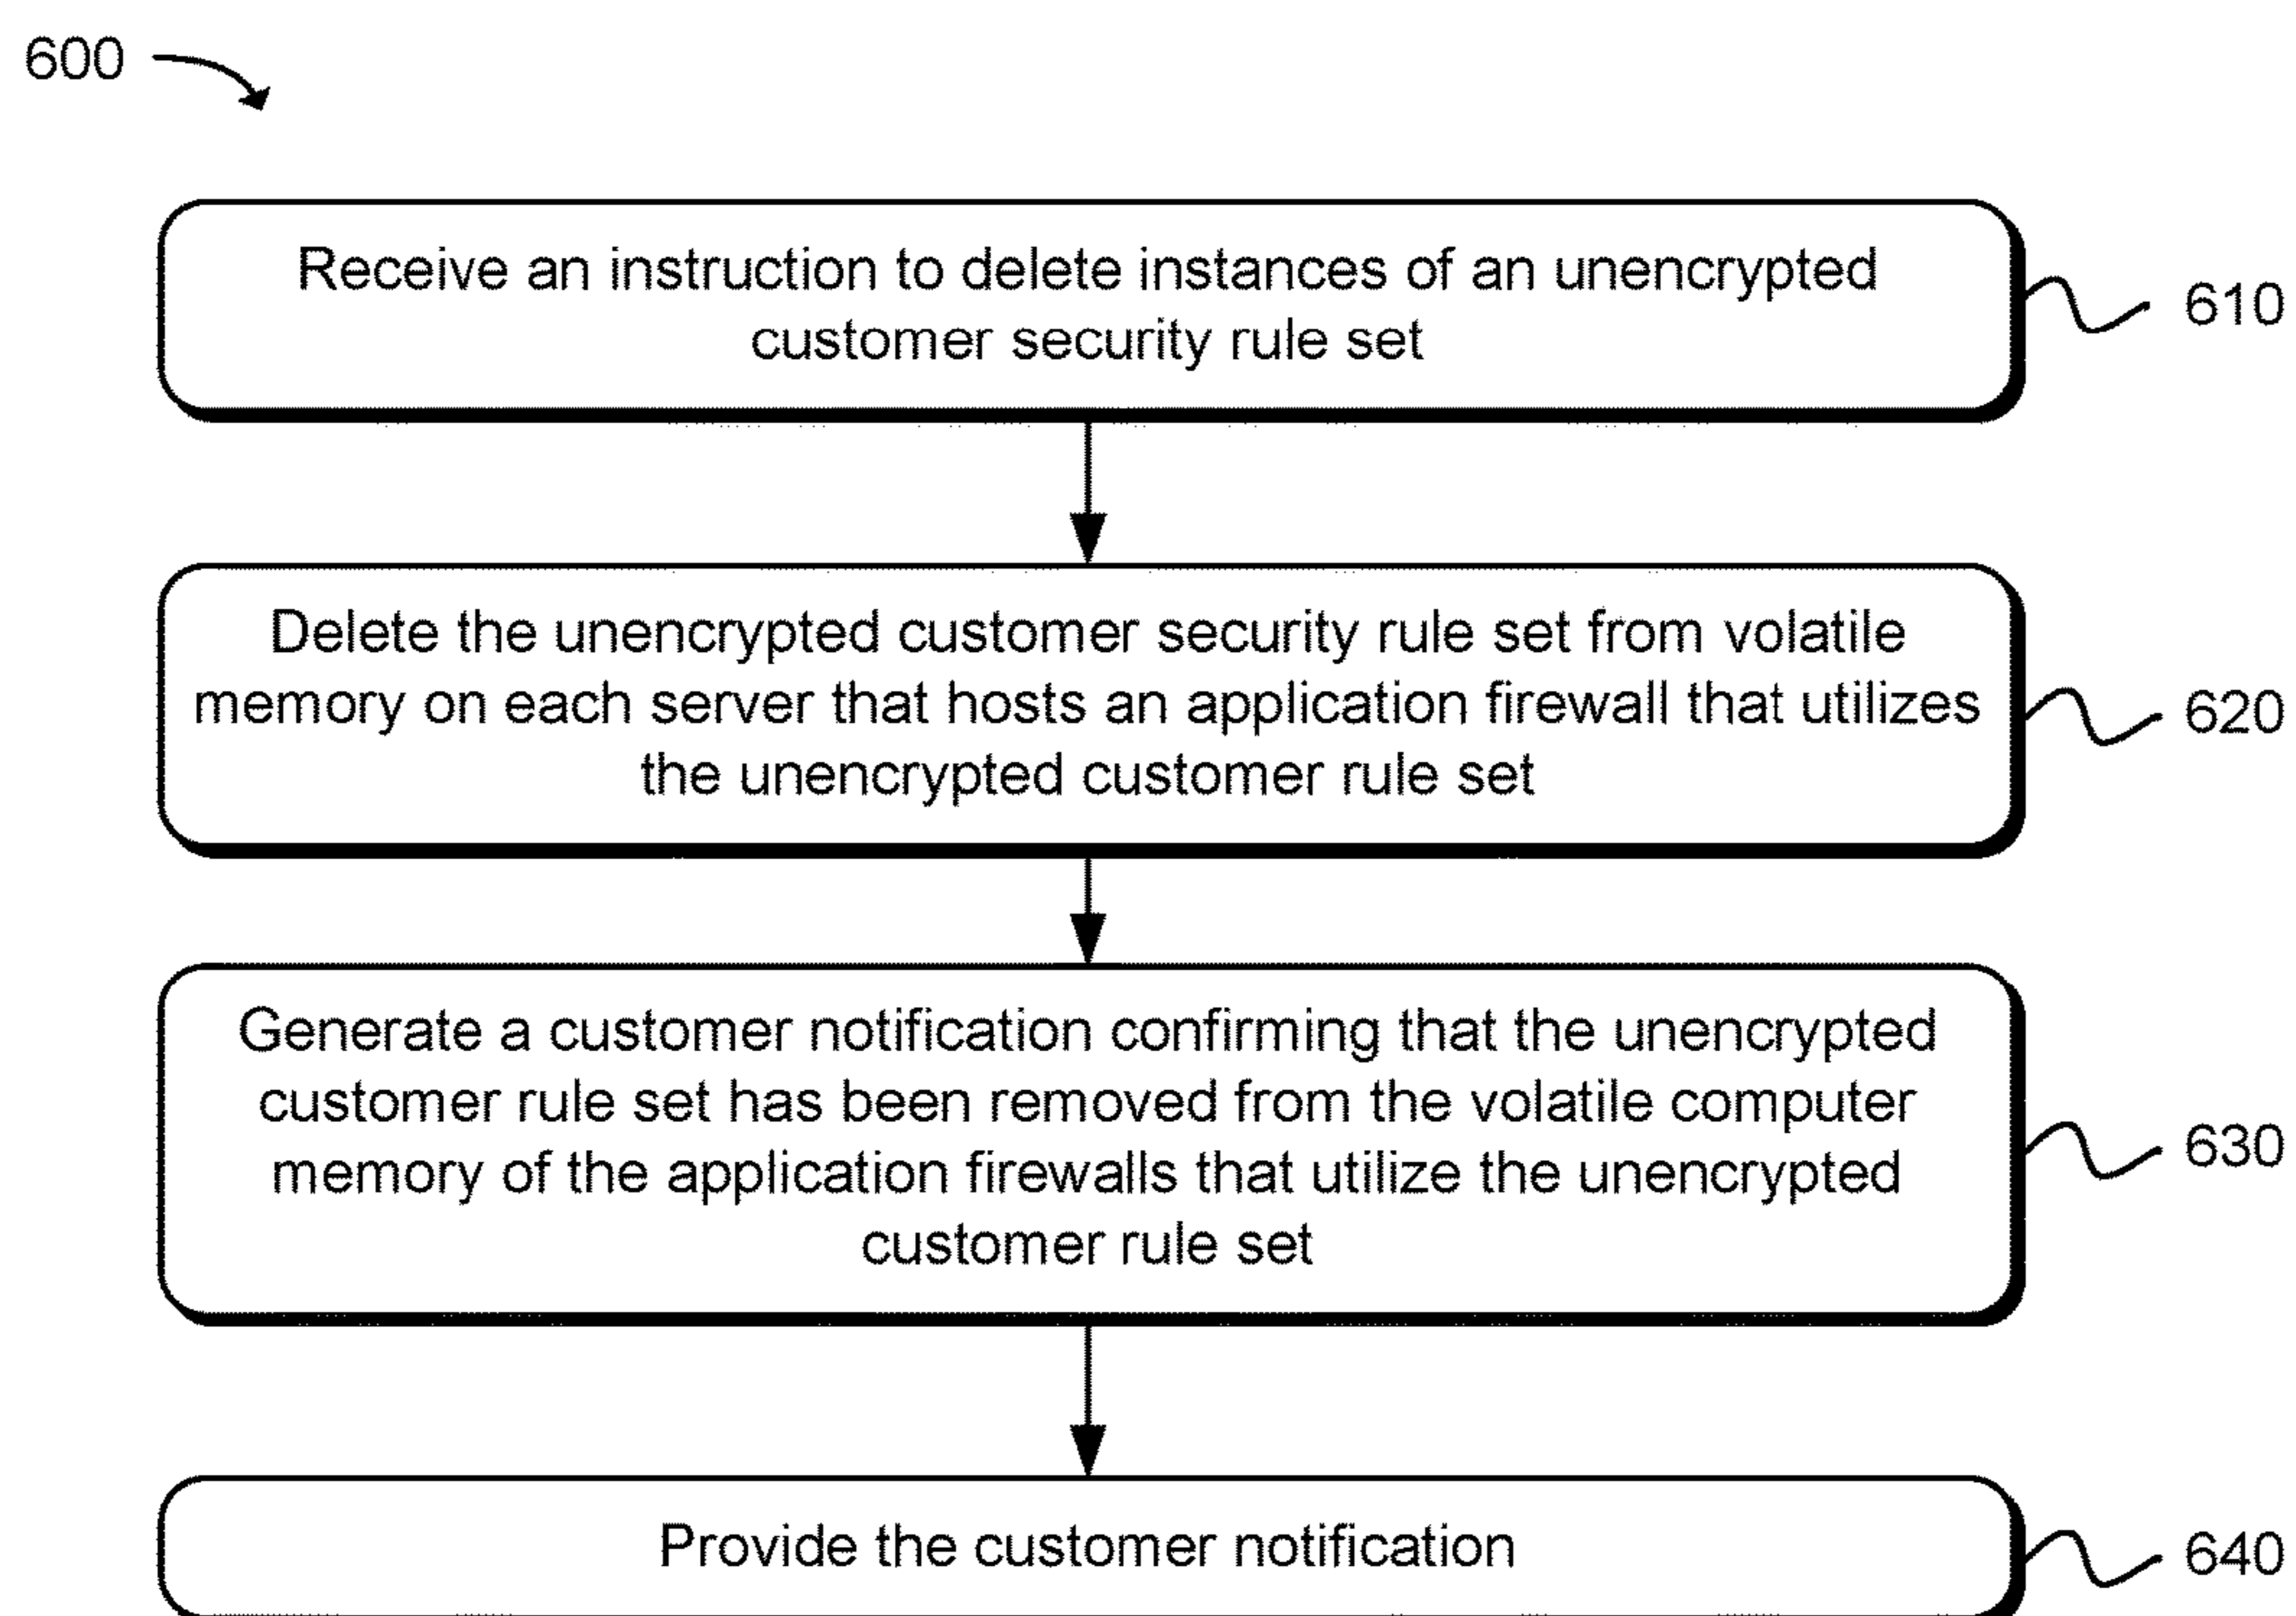 600
Receive an instruction to delete instances of an unencrypted
customer security rule set
610
Delete the unencrypted customer security rule set from volatile
memory on each server that hosts an application firewall that utilizes
the unencrypted customer rule set
620
Generate a customer notification confirming that the unencrypted
customer rule set has been removed from the volatile computer
memory of the application firewalls that utilize the unencrypted
customer rule set
630
Provide the customer notification
640